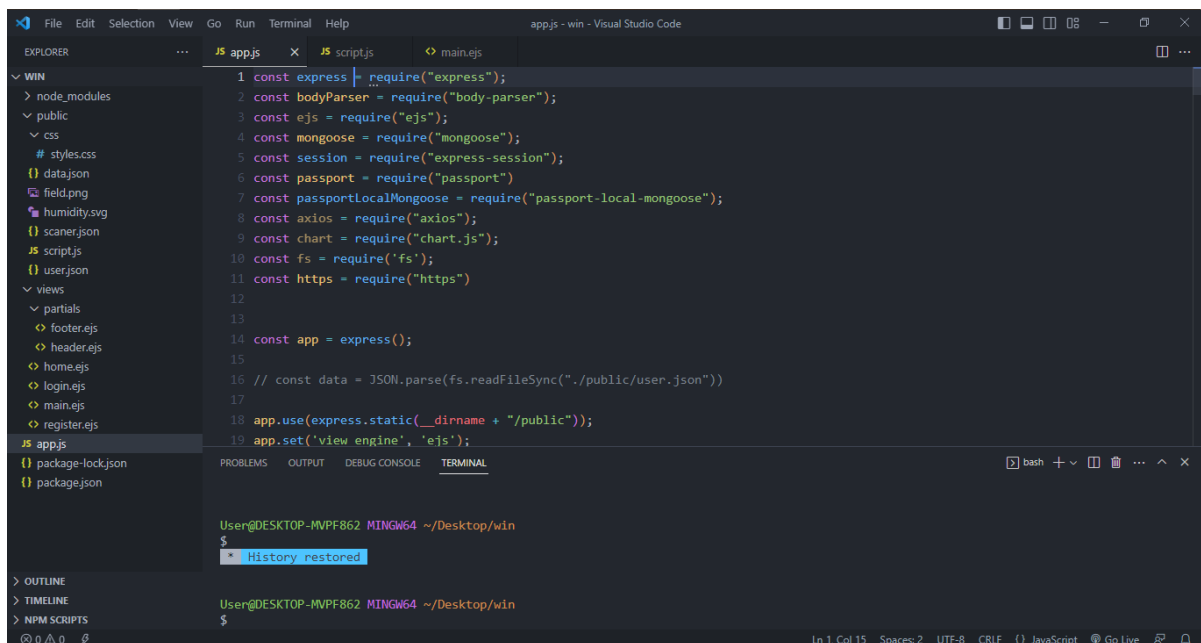 File Edit Selection View Go Run Terminal Help app.js - win - Visual Studio Code
EXPLORER ...
JS app.js × JS script.js <> main.ejs
WIN
node_modules
public
css
# styles.css
{} data.json
field.png
humidity.svg
{} scaner.json
JS script.js
{} user.json
views
partials
<> footer.ejs
<> header.ejs
<> home.ejs
<> login.ejs
<> main.ejs
<> register.ejs
JS app.js
{} package-lock.json
{} package.json
OUTLINE
TIMELINE
NPM SCRIPTS
1 const express = require("express");
2 const bodyParser = require("body-parser");
3 const ejs = require("ejs");
4 const mongoose = require("mongoose");
5 const session = require("express-session");
6 const passport = require("passport")
7 const passportLocalMongoose = require("passport-local-mongoose");
8 const axios = require("axios");
9 const chart = require("chart.js");
10 const fs = require('fs');
11 const https = require("https")
12
13
14 const app = express();
15
16 // const data = JSON.parse(fs.readFileSync("./public/user.json"))
17
18 app.use(express.static(__dirname + "/public"));
19 app.set('view engine', 'ejs');
PROBLEMS OUTPUT DEBUG CONSOLE TERMINAL bash
User@DESKTOP-MVPF862 MINGW64 ~/Desktop/win
$
* History restored
User@DESKTOP-MVPF862 MINGW64 ~/Desktop/win
$
0 0 Ln 1, Col 15 Spaces: 2 UTF-8 CRLF {} JavaScript Go Live